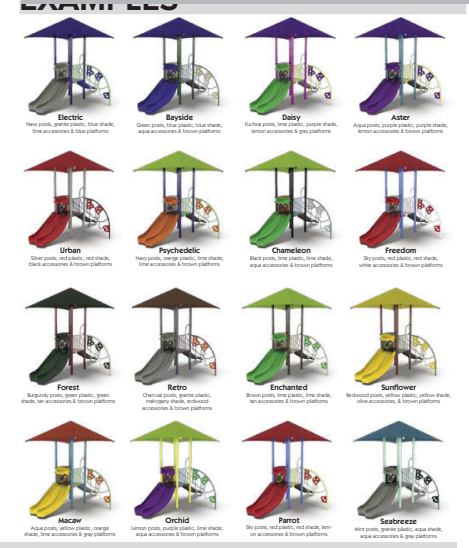 EXAMPLES
Electric
Navy posts, granite plastic, blue shade,
lime accessories & blue platforms
Bayside
Green posts, blue plastic, blue shade,
aqua accessories & brown platforms
Daisy
Fuchsia posts, lime plastic, purple shade,
lemon accessories & gray platforms
Aster
Aqua posts, purple plastic, purple shade,
lemon accessories & brown platforms
Urban
Silver posts, red plastic, red shade,
black accessories & brown platforms
Psychedelic
Navy posts, orange plastic, lime shade,
lime accessories & brown platforms
Chameleon
Black posts, lime plastic, lime shade,
aqua accessories & brown platforms
Freedom
Sky posts, red plastic, red shade,
white accessories & brown platforms
Forest
Burgundy posts, green plastic, green
shade, tan accessories & brown platforms
Retro
Charcoal posts, granite plastic,
mahogany shade, redwood
accessories & brown platforms
Enchanted
Brown posts, lime plastic, lime shade,
tan accessories & brown platforms
Sunflower
Redwood posts, yellow plastic, yellow shade,
olive accessories, & brown platforms
Macaw
Aqua posts, yellow plastic, orange
shade, lime accessories & gray platforms
Orchid
Lemon posts, purple plastic, lime shade,
aqua accessories & brown platforms
Parrot
Sky posts, red plastic, red shade, lem-
on accessories & brown platforms
Seabreeze
Mint posts, granite plastic, aqua shade,
aqua accessories & gray platforms